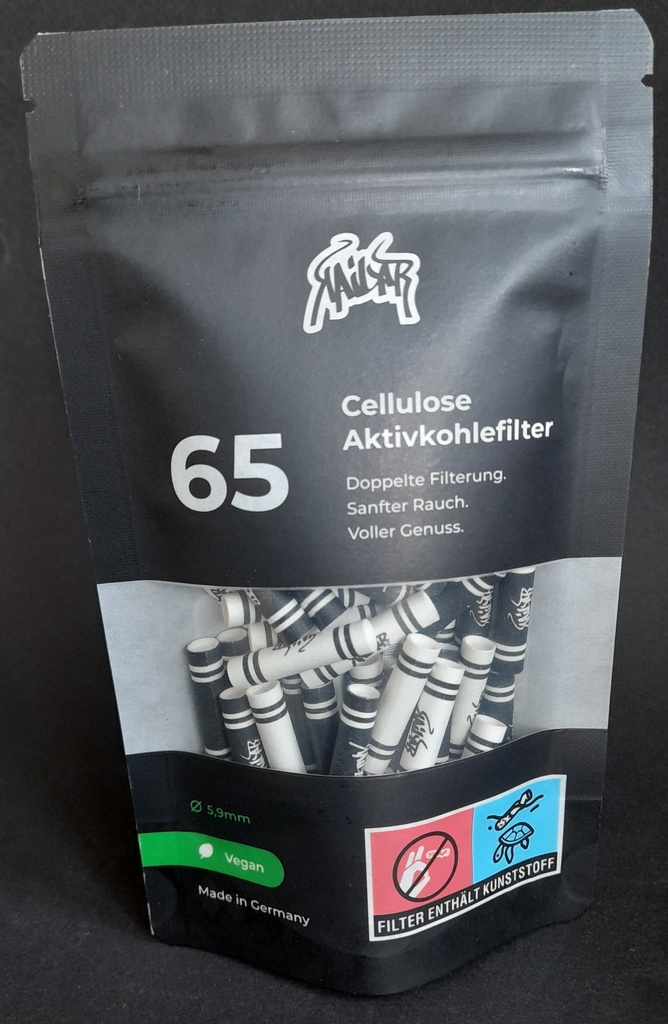 65
Cellulose
Aktivkohlefilter
Doppelte Filterung.
Sanfter Rauch.
Voller Genuss.
Ø 5,9mm
Vegan
Made in Germany
FILTER ENTHÄLT KUNSTSTOFF